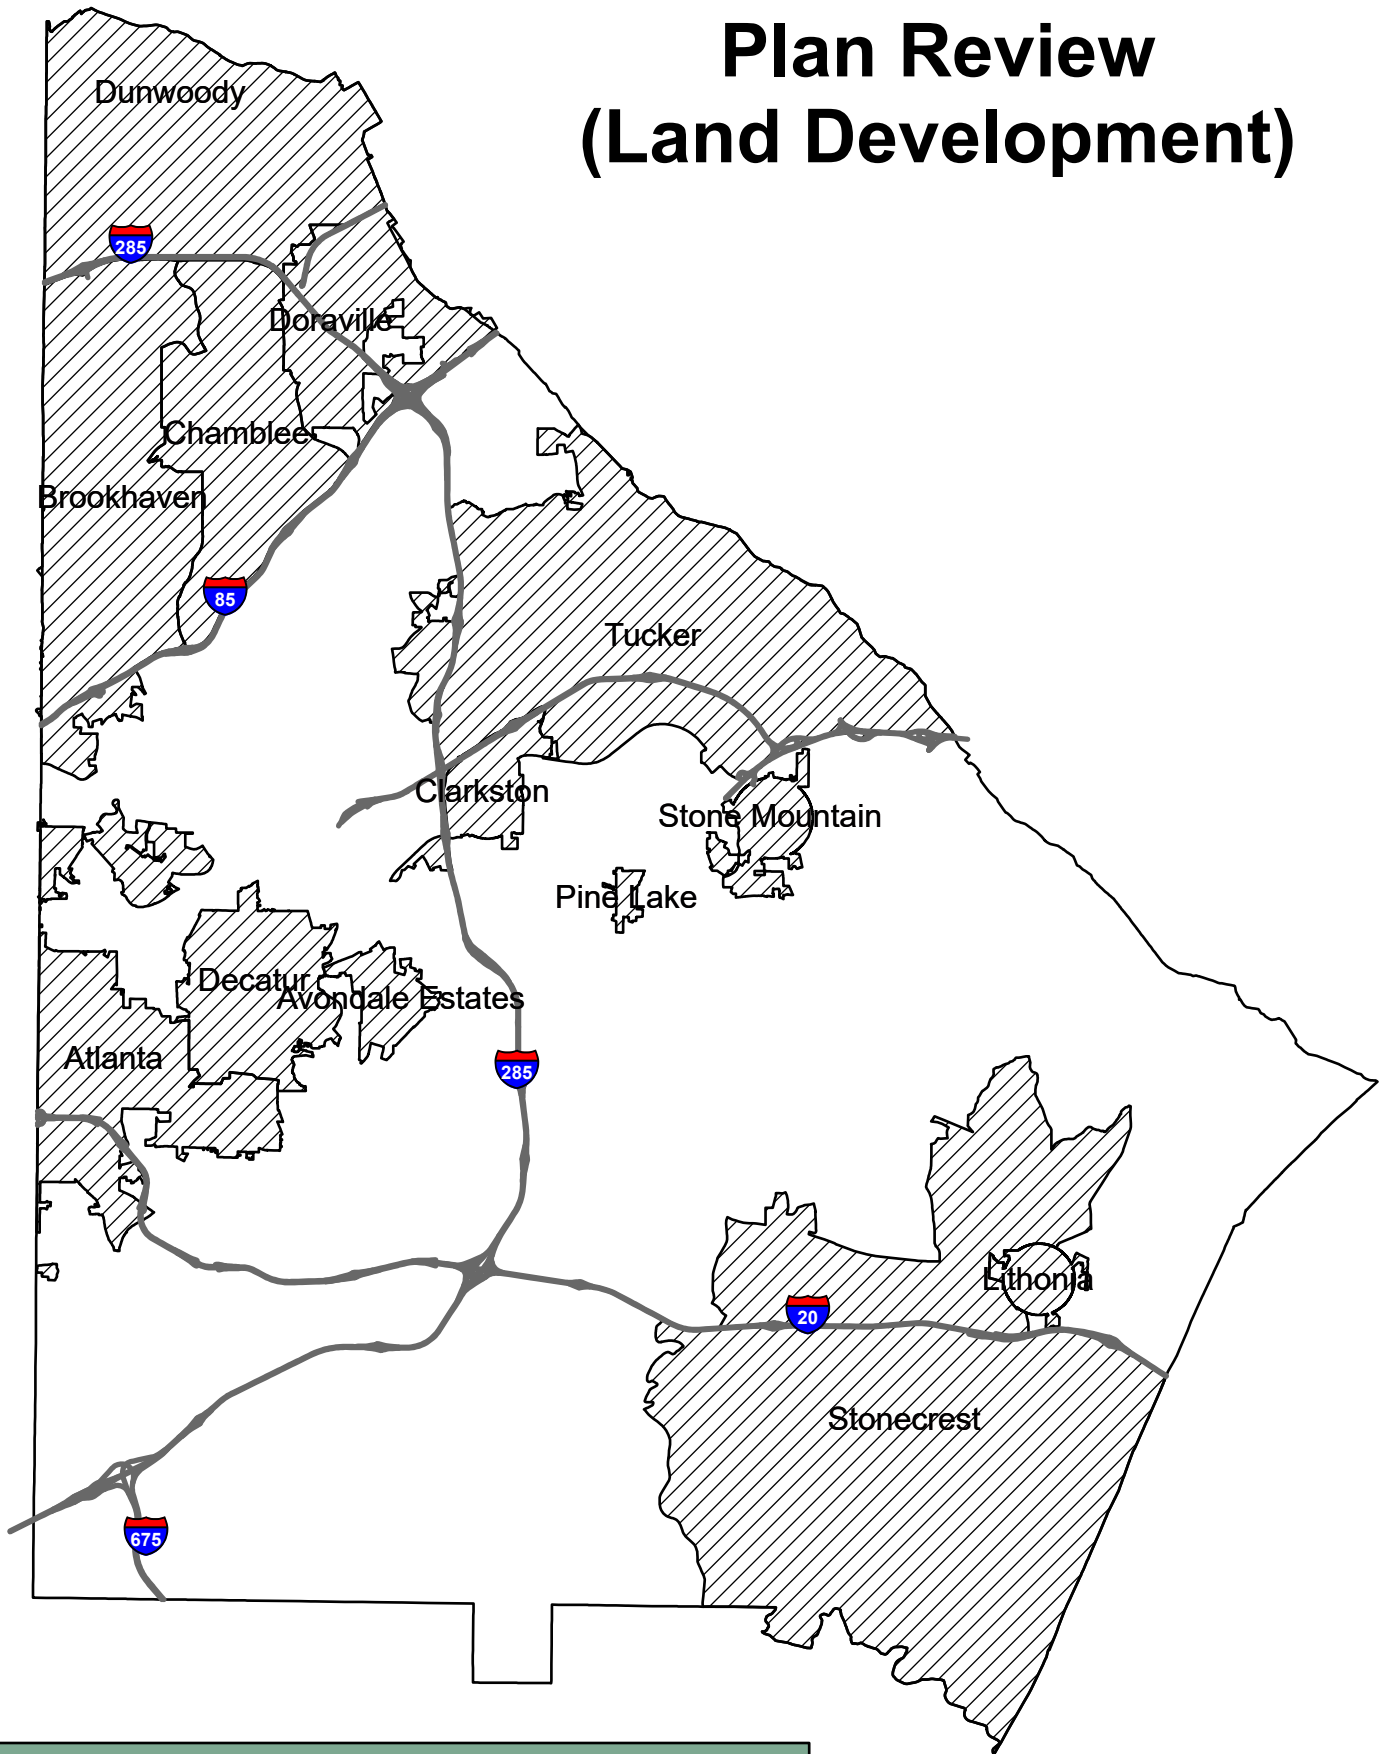 Plan Review
(Land Development)
Dunwoody
285
Doraville
Chamblee
Brookhaven
85
Tucker
Clarkston
Stone Mountain
Pine Lake
Decatur
Avondale Estates
Atlanta
285
Lithonia
20
Stonecrest
675